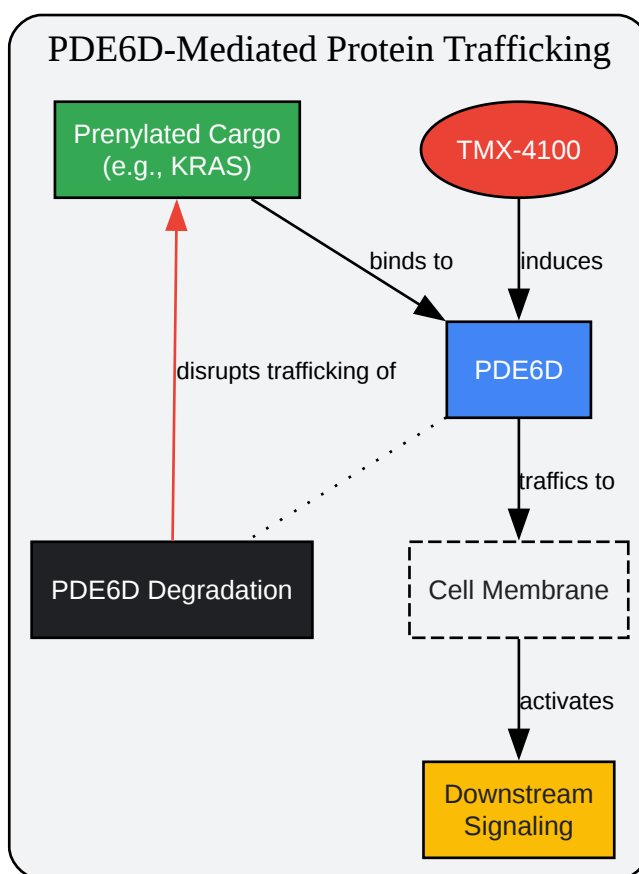 PDE6D-Mediated Protein Trafficking
Prenylated Cargo
(e.g., KRAS)
TMX-4100
binds to
induces
disrupts trafficking of
PDE6D
traffics to
PDE6D Degradation
Cell Membrane
activates
Downstream
Signaling